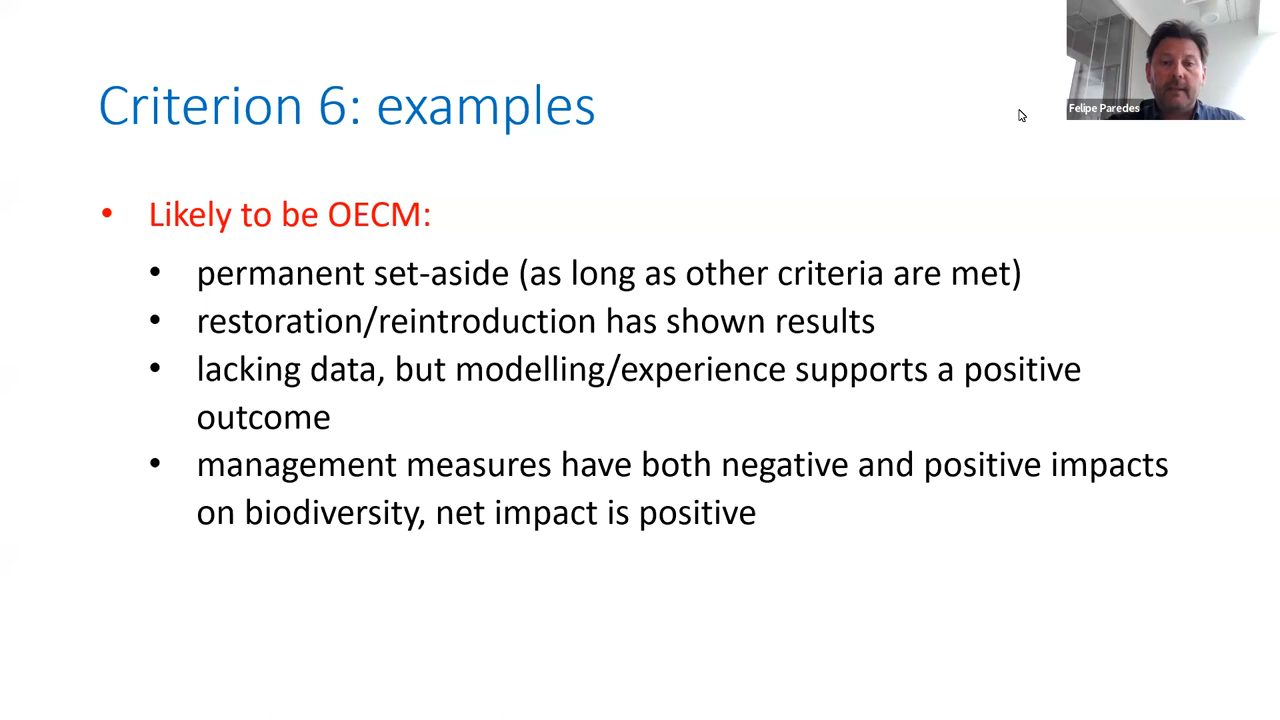 Felipe Paredes
Criterion 6: examples
• Likely to be OECM:
• permanent set-aside (as long as other criteria are met)
• restoration/reintroduction has shown results
• lacking data, but modelling/experience supports a positive
outcome
• management measures have both negative and positive impacts
on biodiversity, net impact is positive